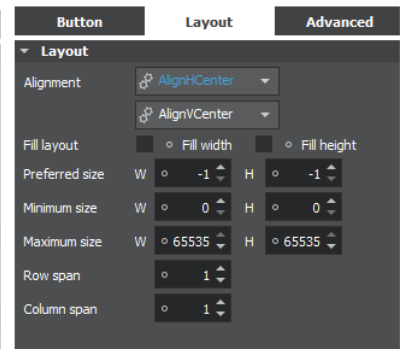 Button Layout Advanced
Layout
Alignment AlignHCenter
AlignVCenter
Fill layout Fill width Fill height
Preferred size W -1 H -1
Minimum size W 0 H 0
Maximum size W 65535 H 65535
Row span 1
Column span 1